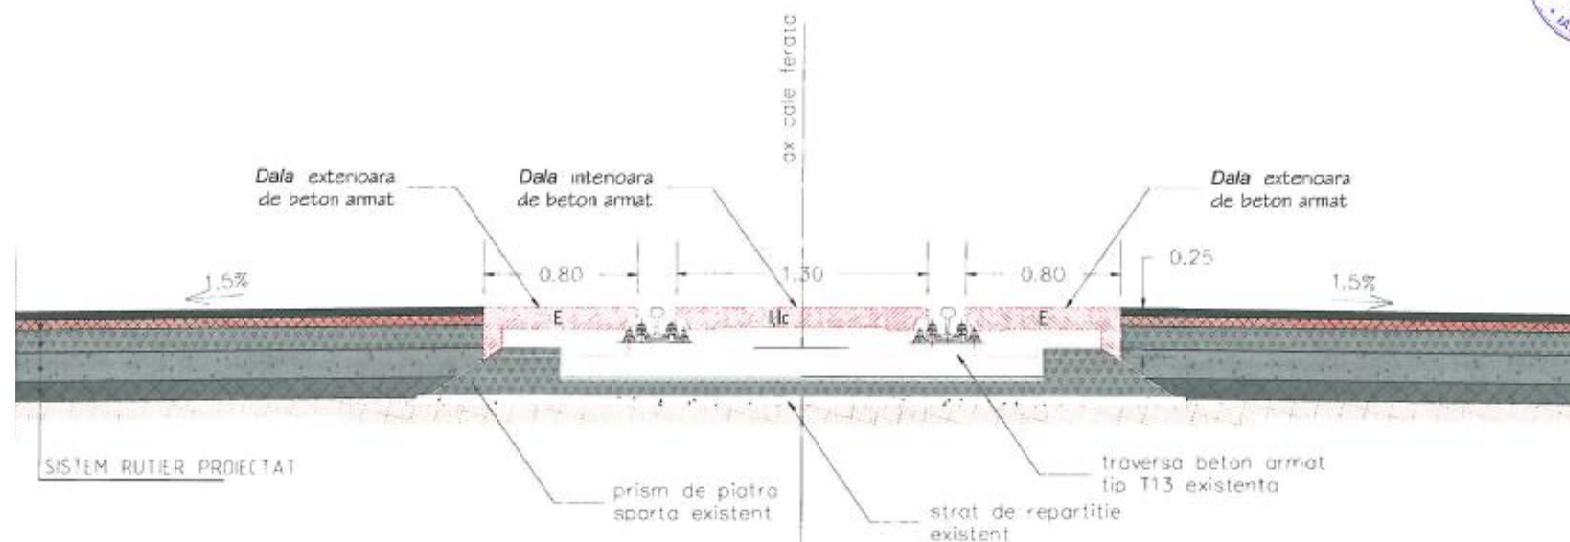 ax cale ferata
Dala exterioara
de beton armat
Dala interioara
de beton armat
Dala exterioara
de beton armat
0.80
1.30
0.80
0.25
1.5%
1.5%
E
E
SISTEM RUTIER PROIECTAT
prism de piatra
sparta existent
strat de repartitie
existent
traversa beton armat
tip T13 existenta